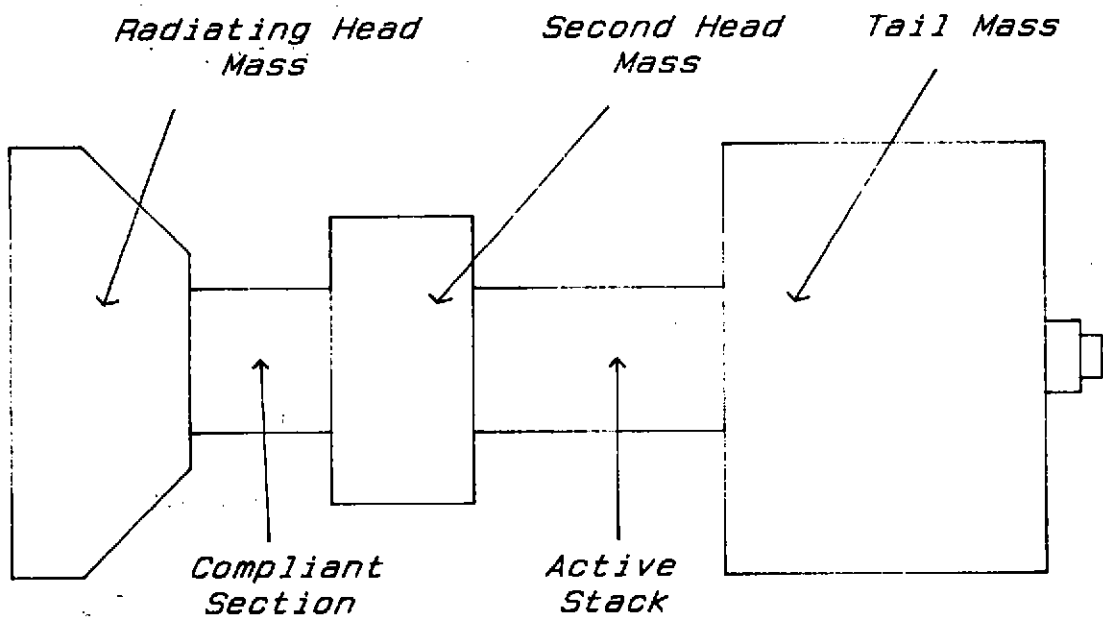 Radiating Head
Mass
Second Head
Mass
Tail Mass
Compliant
Section
Active
Stack